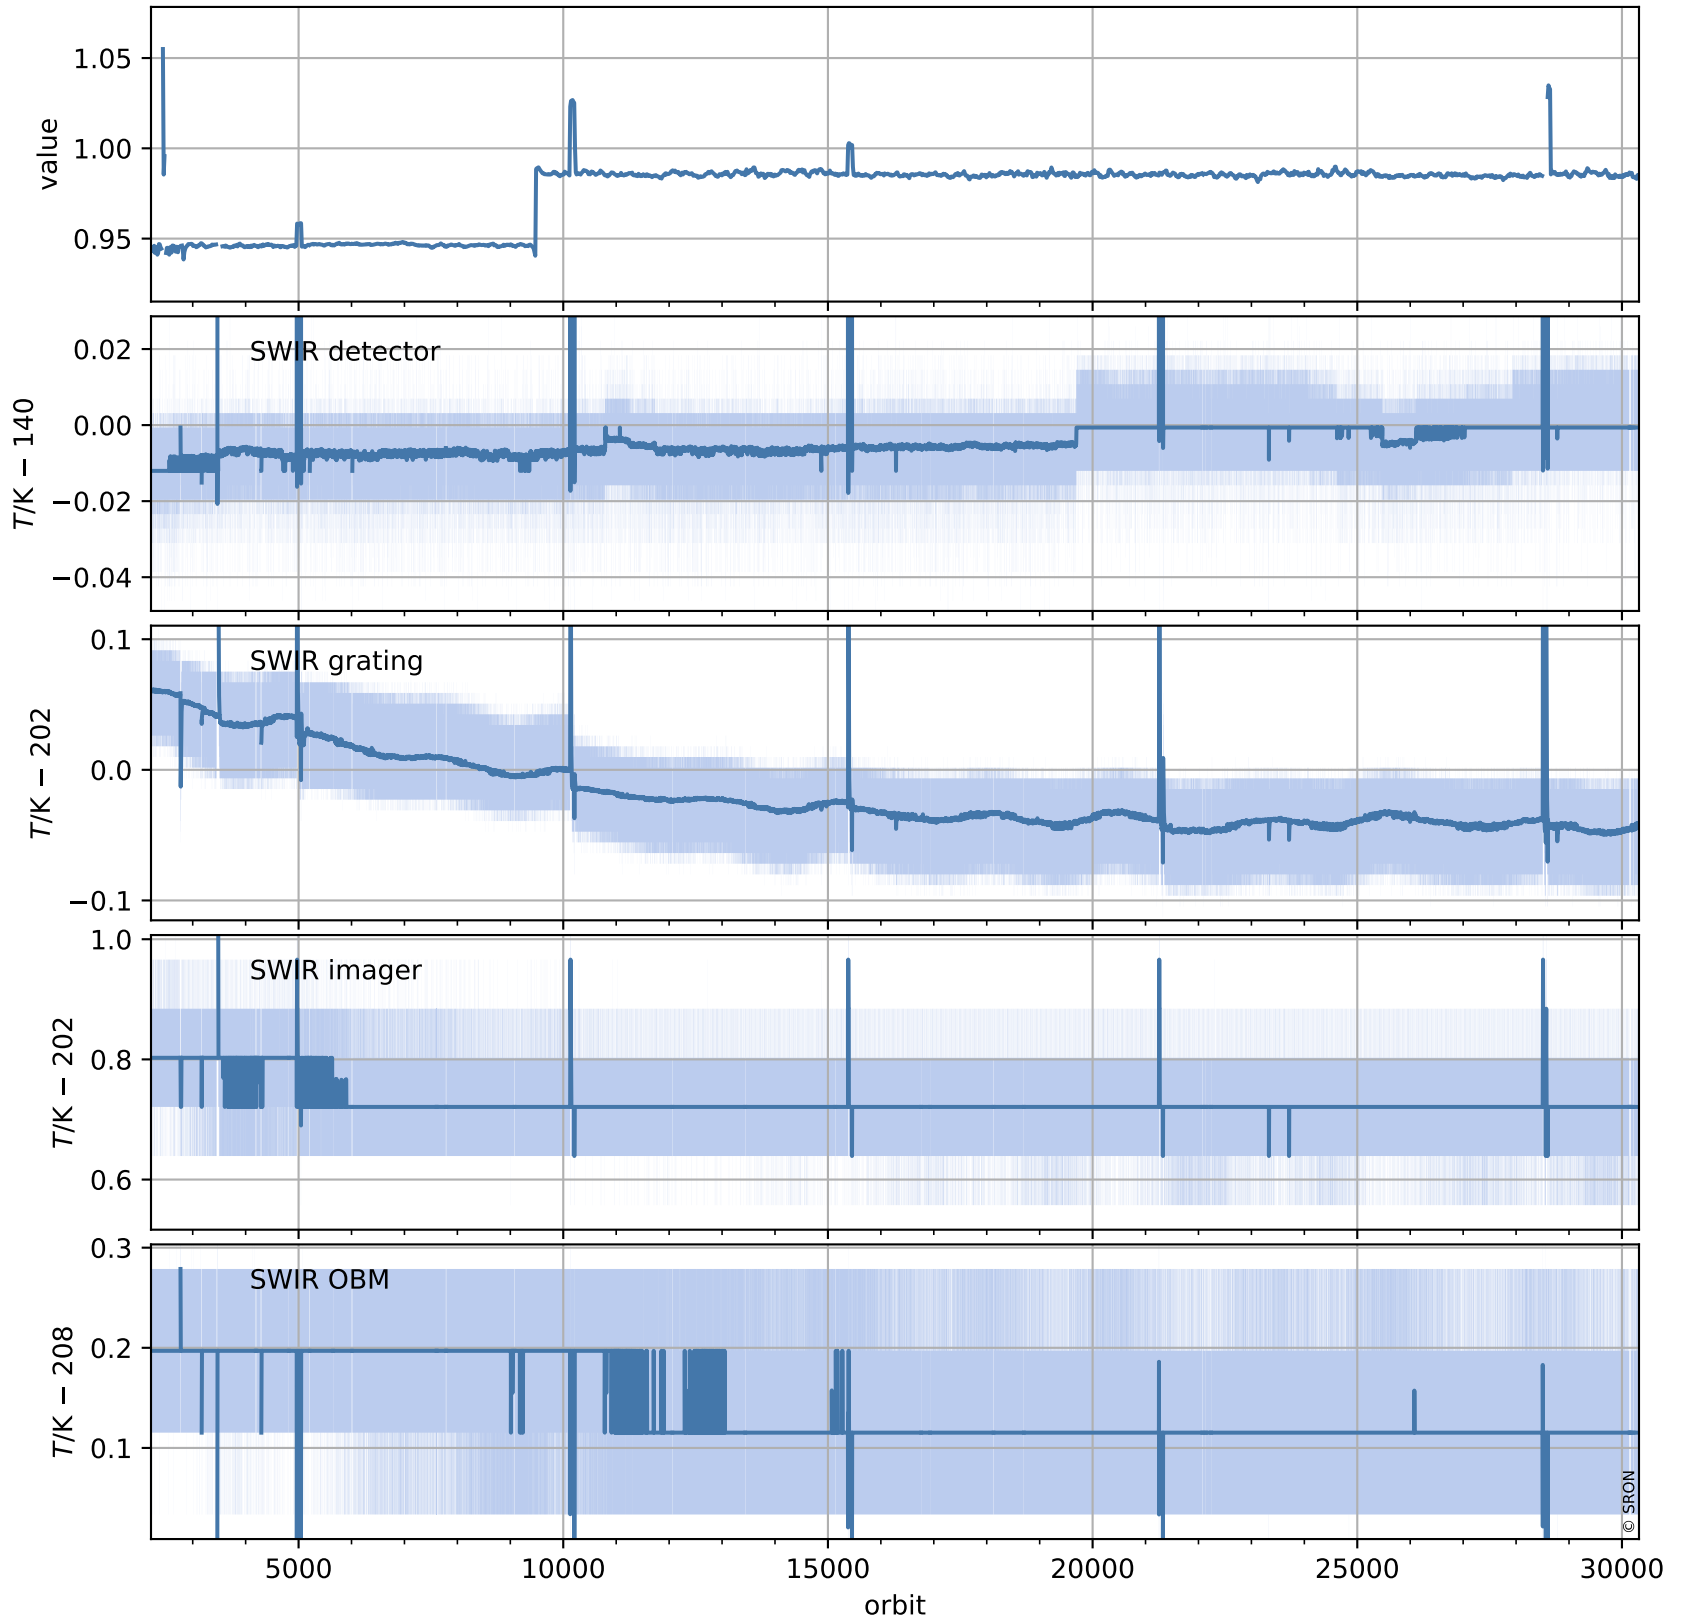 value
1.05
1.00
0.95
T/K − 140
SWIR detector
0.02
0.00
−0.02
−0.04
T/K − 202
SWIR grating
0.1
0.0
−0.1
T/K − 202
SWIR imager
1.0
0.8
0.6
T/K − 208
SWIR OBM
0.3
0.2
0.1
© SRON
5000 10000 15000 20000 25000 30000
orbit